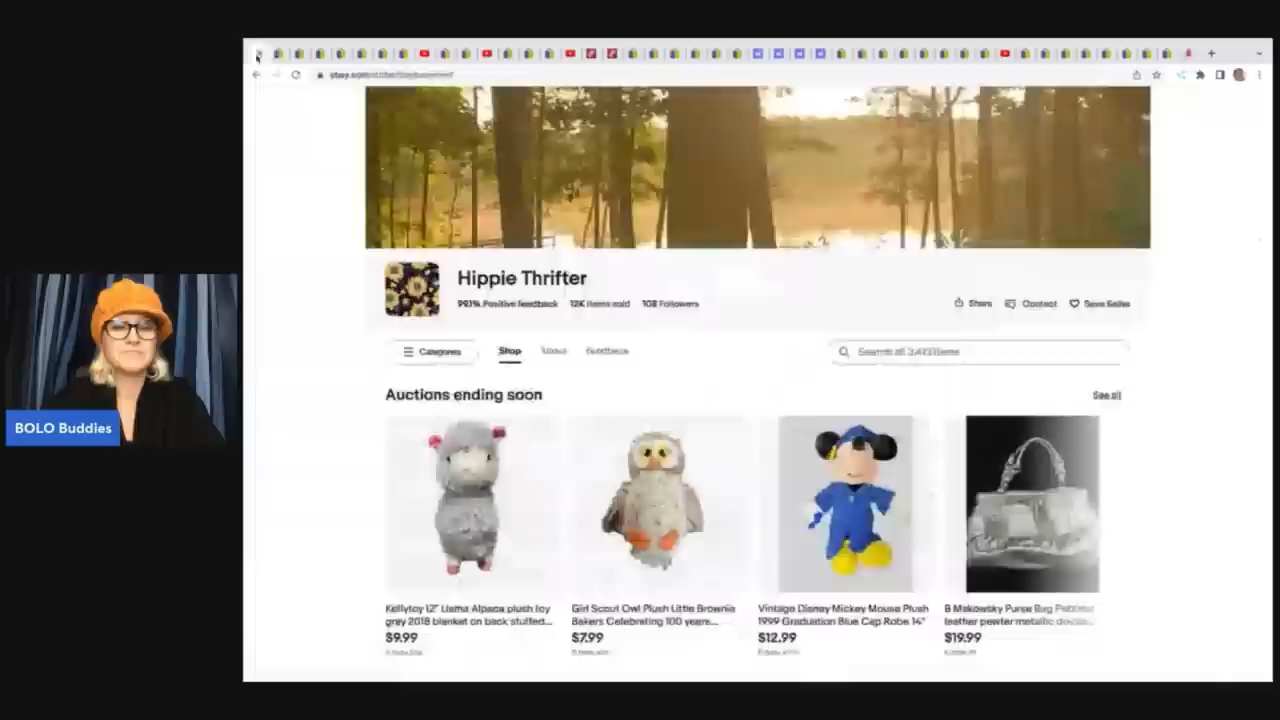 Hippie Thrifter
99.1% Positive feedback 12K items sold 108 Followers
Share Contact Save Seller
Categories Shop About Feedback
Auctions ending soon
See all
Kellytoy 12" Llama Alpaca plush toy
grey 2018 blanket on back stuffed...
$9.99
Girl Scout Owl Plush Little Brownie
Bakers Celebrating 100 years...
$7.99
Vintage Disney Mickey Mouse Plush
1999 Graduation Blue Cap Robe 14"
$12.99
B Makowsky Purse Bag
leather pewter metallic
$19.99
BOLO Buddies